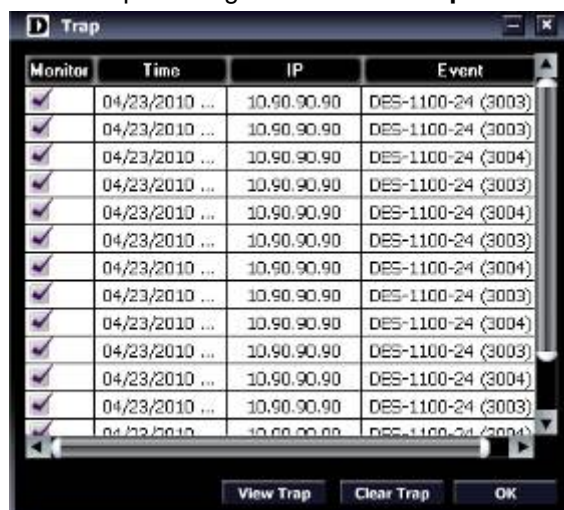 Trap
Monitor Time IP Event
04/23/2010 ... 10.90.90.90 DES-1100-24 (3003)
04/23/2010 ... 10.90.90.90 DES-1100-24 (3003)
04/23/2010 ... 10.90.90.90 DES-1100-24 (3004)
04/23/2010 ... 10.90.90.90 DES-1100-24 (3003)
04/23/2010 ... 10.90.90.90 DES-1100-24 (3004)
04/23/2010 ... 10.90.90.90 DES-1100-24 (3003)
04/23/2010 ... 10.90.90.90 DES-1100-24 (3004)
04/23/2010 ... 10.90.90.90 DES-1100-24 (3003)
04/23/2010 ... 10.90.90.90 DES-1100-24 (3004)
04/23/2010 ... 10.90.90.90 DES-1100-24 (3003)
04/23/2010 ... 10.90.90.90 DES-1100-24 (3004)
04/23/2010 ... 10.90.90.90 DES-1100-24 (3003)
View Trap Clear Trap OK